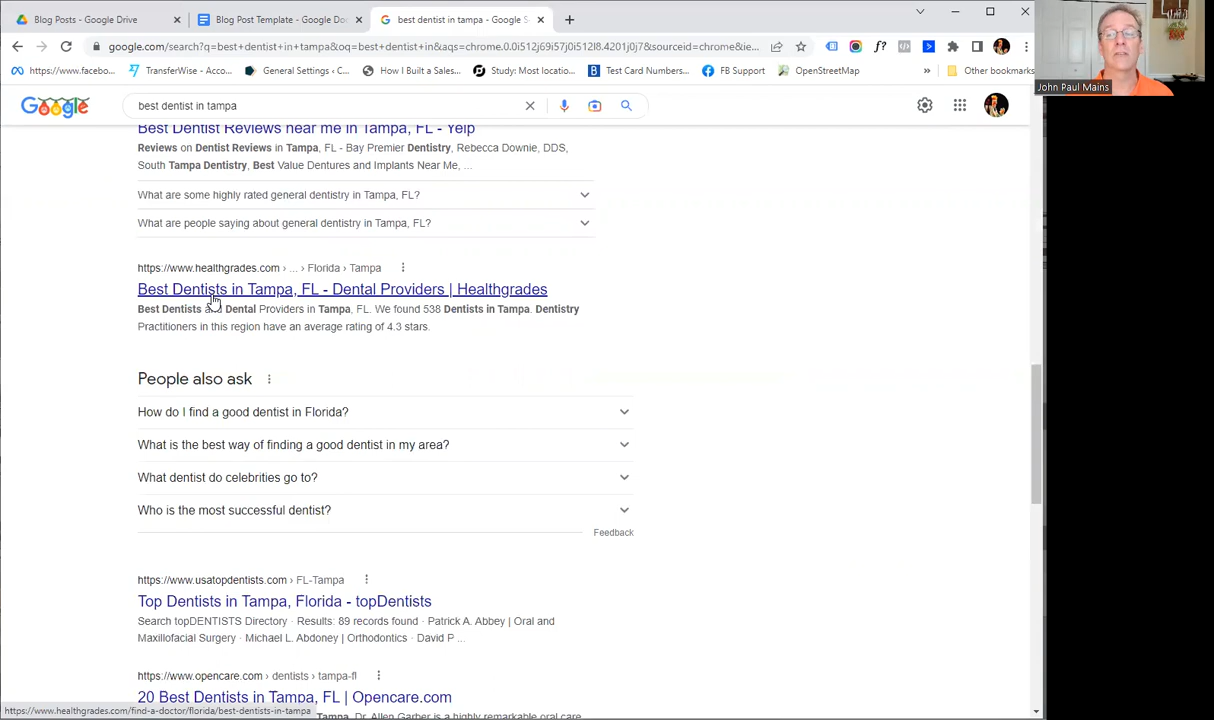 Blog Posts - Google Drive
Blog Post Template - Google Do
best dentist in tampa - Google S
google.com/search?q=best+dentist+in+tampa&oq=best+dentist+in&aqs=chrome.0.0i512j69i57j0i512l8.4201j0j7&sourceid=chrome&ie...
https://www.facebo...
TransferWise - Acco...
General Settings ‹ C...
How I Built a Sales...
Study: Most locatio...
Test Card Numbers...
FB Support
OpenStreetMap
»
Other bookmarks
John Paul Mains
Google
best dentist in tampa
Best Dentist Reviews near me in Tampa, FL - Yelp
Reviews on Dentist Reviews in Tampa, FL - Bay Premier Dentistry, Rebecca Downie, DDS,
South Tampa Dentistry, Best Value Dentures and Implants Near Me, ...
What are some highly rated general dentistry in Tampa, FL?
What are people saying about general dentistry in Tampa, FL?
https://www.healthgrades.com › ... › Florida › Tampa
Best Dentists in Tampa, FL - Dental Providers | Healthgrades
Best Dentists and Dental Providers in Tampa, FL. We found 538 Dentists in Tampa. Dentistry
Practitioners in this region have an average rating of 4.3 stars.
People also ask
How do I find a good dentist in Florida?
What is the best way of finding a good dentist in my area?
What dentist do celebrities go to?
Who is the most successful dentist?
Feedback
https://www.usatopdentists.com › FL-Tampa
Top Dentists in Tampa, Florida - topDentists
Search topDENTISTS Directory · Results: 89 records found · Patrick A. Abbey | Oral and
Maxillofacial Surgery · Michael L. Abdoney | Orthodontics · David P ...
https://www.opencare.com › dentists › tampa-fl
20 Best Dentists in Tampa, FL | Opencare.com
https://www.healthgrades.com/find-a-doctor/florida/best-dentists-in-tampa
Tampa, Dr. Allen Garber is a highly remarkable oral care